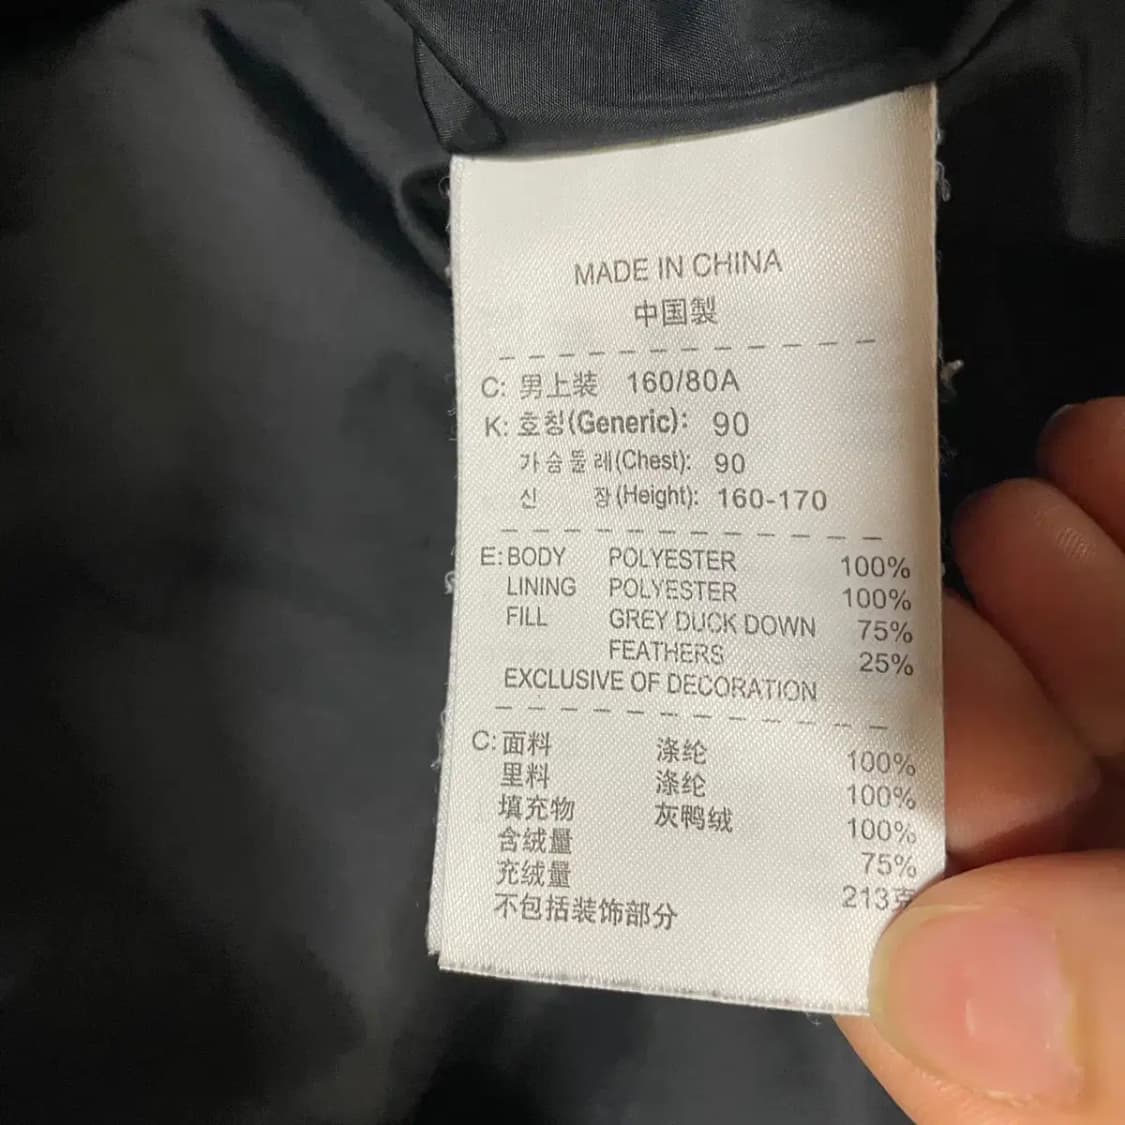 MADE IN CHINA
中国製
C: 男上装 160/80A
K: 호칭(Generic): 90
가슴둘레(Chest): 90
신 장(Height): 160-170
E: BODY POLYESTER 100%
LINING POLYESTER 100%
FILL GREY DUCK DOWN 75%
FEATHERS 25%
EXCLUSIVE OF DECORATION
C: 面料 涤纶 100%
里料 涤纶 100%
填充物 灰鸭绒 100%
含绒量 75%
充绒量 213克
不包括装饰部分